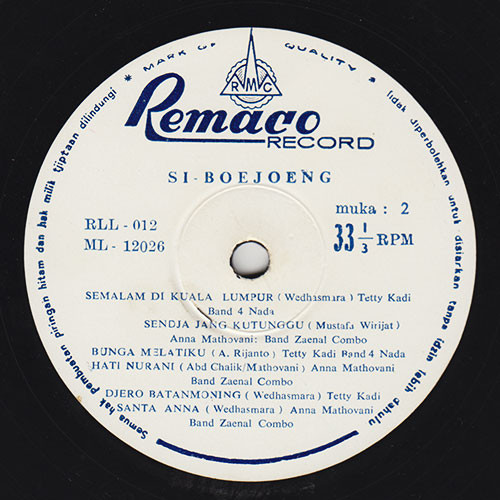 * MARK OF QUALITY *
RMC
Remaco
RECORD
SI-BOEJOENG
RLL - 012
ML - 12026
muka : 2
33 1/3 RPM
SEMALAM DI KUALA LUMPUR (Wedhasmara) Tetty Kadi
Band 4 Nada
SENDJA JANG KUTUNGGU (Mustafa Wirijat)
Anna Mathovani: Band Zaenal Combo
BUNGA MELATIKU (A. Rijanto) Tetty Kadi Band 4 Nada
HATI NURANI (Abd Chalik/Mathovani) Anna Mathovani
Band Zaenal Combo
DJERO BATANMONING (Wedhasmara) Tetty Kadi
SANTA ANNA (Wedhasmara) Anna Mathovani
Band Zaenal Combo
Semua hak pembuatan piringan hitam dan hak milik tjiptaan dilindungi
tidak diperbolehkan untuk disiarkan tanpa idzin lebih dahulu